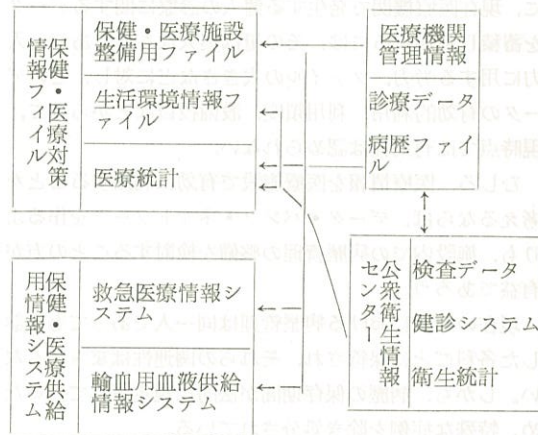 保健・医療対策
情報フィイル
保健・医療施設
整備用ファイル
生活環境情報フ
ァイル
医療統計
医療機関
管理情報
診療データ
病歴ファイ
ル
公衆衛生情報
センター
検査データ
健診システム
衛生統計
保健・医療供給
用情報システム
救急医療情報シ
ステム
輸血用血液供給
情報システム